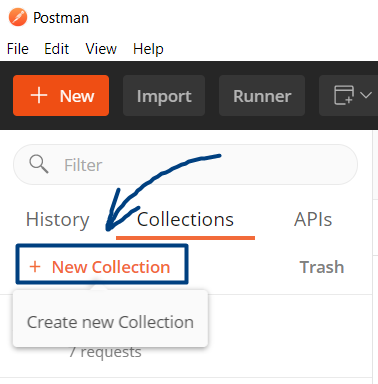 Postman
File Edit View Help
+ New Import Runner
Filter
History Collections APIs
+ New Collection Trash
Create new Collection
7 requests